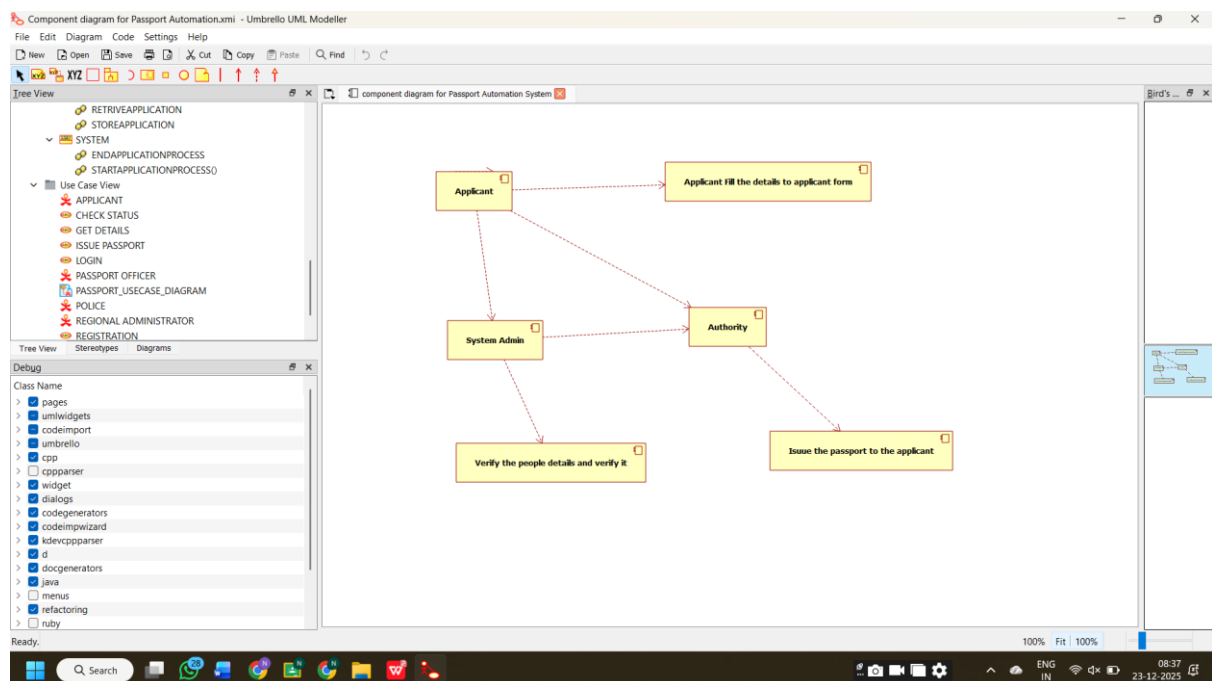 Component diagram for Passport Automation.xmi - Umbrello UML Modeller
File Edit Diagram Code Settings Help
New Open Save Cut Copy Paste Find
XYZ
Tree View
component diagram for Passport Automation System
Bird's ...
RETRIVEAPPLICATION
STOREAPPLICATION
SYSTEM
ENDAPPLICATIONPROCESS
STARTAPPLICATIONPROCESS()
Use Case View
APPLICANT
CHECK STATUS
GET DETAILS
ISSUE PASSPORT
LOGIN
PASSPORT OFFICER
PASSPORT_USECASE_DIAGRAM
POLICE
REGIONAL ADMINISTRATOR
REGISTRATION
Tree View Stereotypes Diagrams
Debug
Class Name
pages
umlwidgets
codeimport
umbrello
cpp
cppparser
widget
dialogs
codegenerators
codeimpwizard
kdevcppparser
d
docgenerators
java
menus
refactoring
ruby
Applicant
Applicant Fill the details to applicant form
System Admin
Authority
Verify the people details and verify it
Isuue the passport to the applicant
Ready.
100% Fit 100%
Search
28
ENG
IN
08:37
23-12-2025